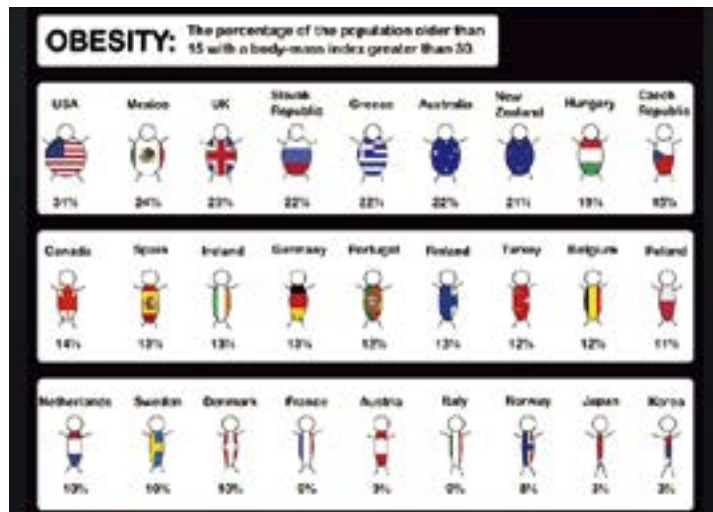 OBESITY: The percentage of the population older than
15 with a body-mass index greater than 30.
USA Mexico UK Slovak Republic Greece Australia New Zealand Hungary Czech Republic
31% 24% 23% 22% 22% 22% 21% 19% 15%
Canada Spain Ireland Germany Portugal Finland Turkey Belgium Poland
14% 13% 13% 13% 13% 12% 12% 11%
Netherlands Sweden Denmark France Austria Italy Norway Japan Korea
10% 10% 10% 9% 8% 3% 3%